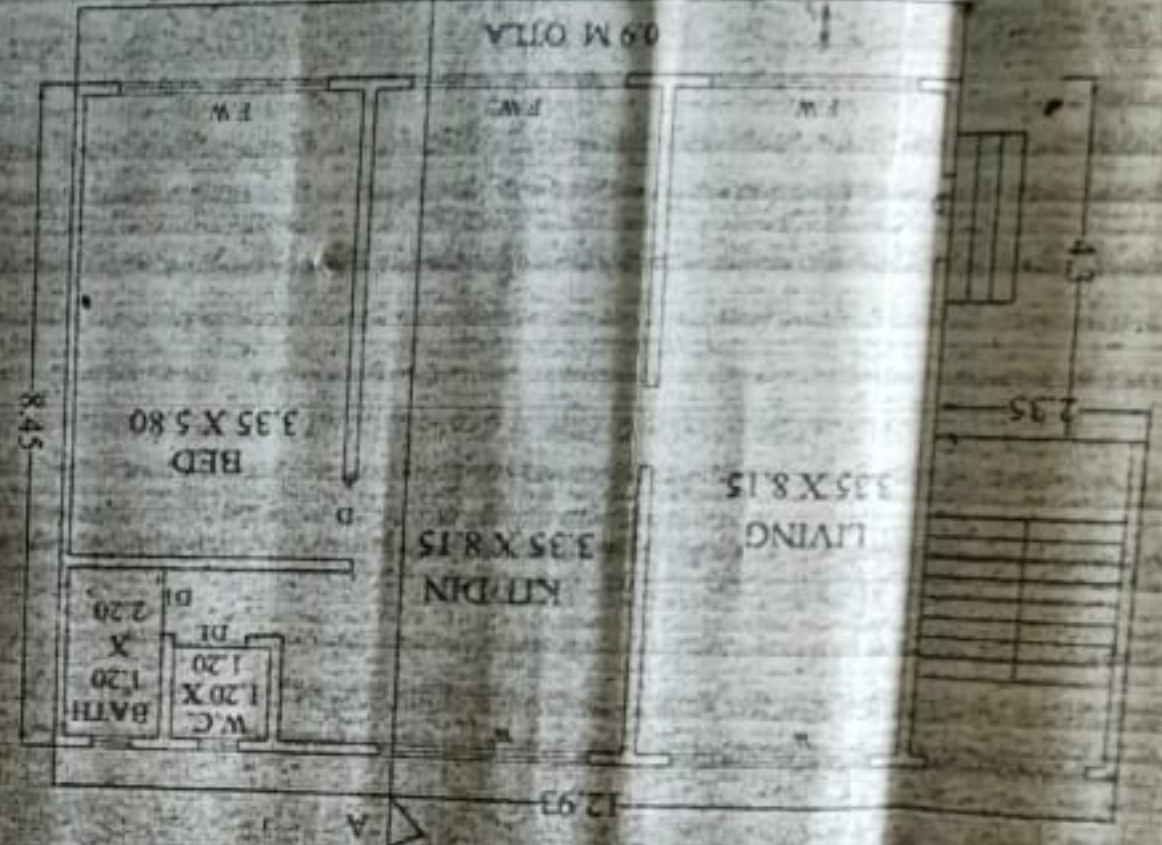 A
12.93
W
W
W.C.
1.20 X
1.20
BATH
1.20
X
2.20
D1
D1
KIT/DIN
3.35 X 8.15
LIVING
3.35 X 8.15
D
BED
3.35 X 5.80
8.45
2.35
4.3
F W
F W
F W
0.9 M OTLA